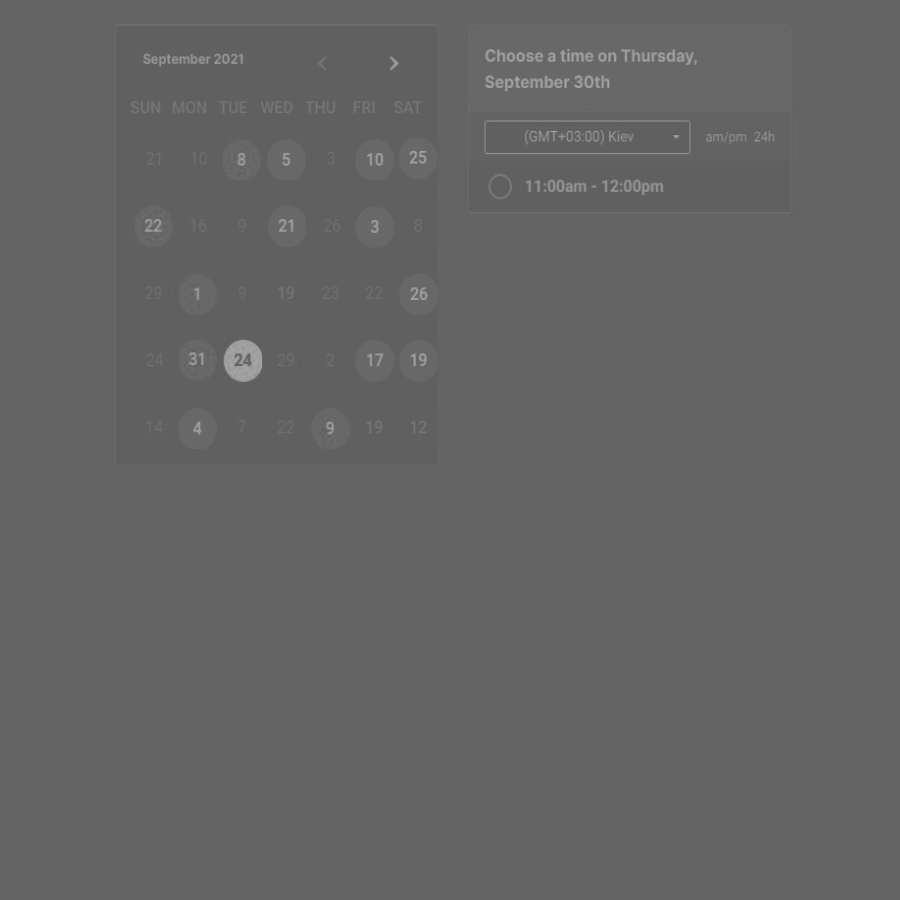 September 2021
SUN MON TUE WED THU FRI SAT
21 10 8 5 3 10 25
22 16 9 21 26 3 8
29 1 9 19 23 22 26
24 31 24 29 2 17 19
14 4 7 22 9 19 12
Choose a time on Thursday,
September 30th
(GMT+03:00) Kiev am/pm 24h
11:00am - 12:00pm